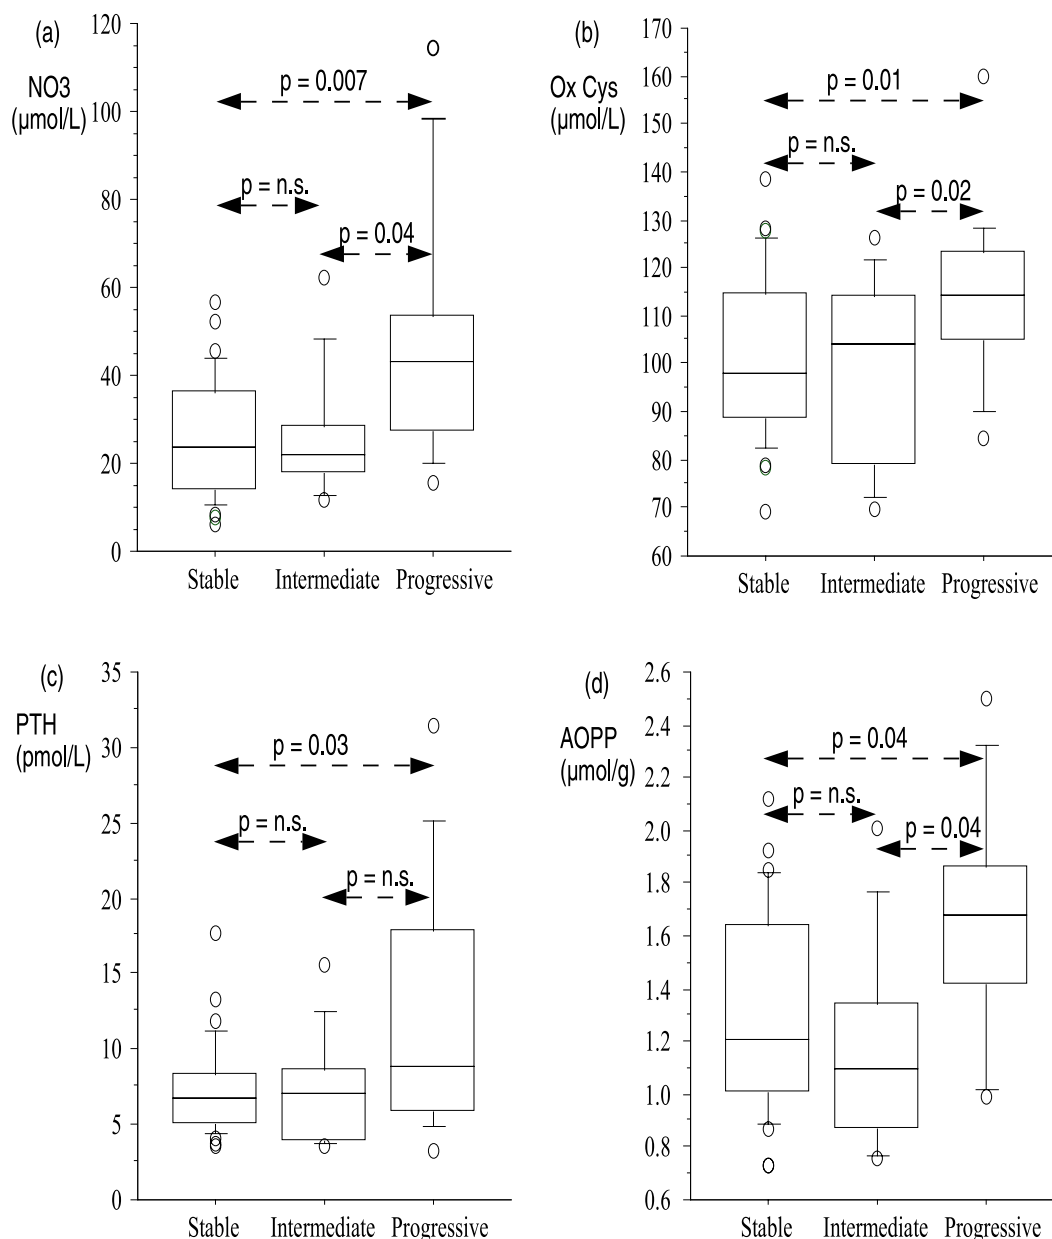 (a)
NO3
(µmol/L)
120
100
80
60
40
20
0
p = 0.007
p = n.s.
p = 0.04
Stable Intermediate Progressive
(b)
Ox Cys
(µmol/L)
170
160
150
140
130
120
110
100
90
80
70
60
p = 0.01
p = n.s.
p = 0.02
Stable Intermediate Progressive
(c)
PTH
(pmol/L)
35
30
25
20
15
10
5
0
p = 0.03
p = n.s.
p = n.s.
Stable Intermediate Progressive
(d)
AOPP
(µmol/g)
2.6
2.4
2.2
2.0
1.8
1.6
1.4
1.2
1.0
0.8
0.6
p = 0.04
p = n.s.
p = 0.04
Stable Intermediate Progressive